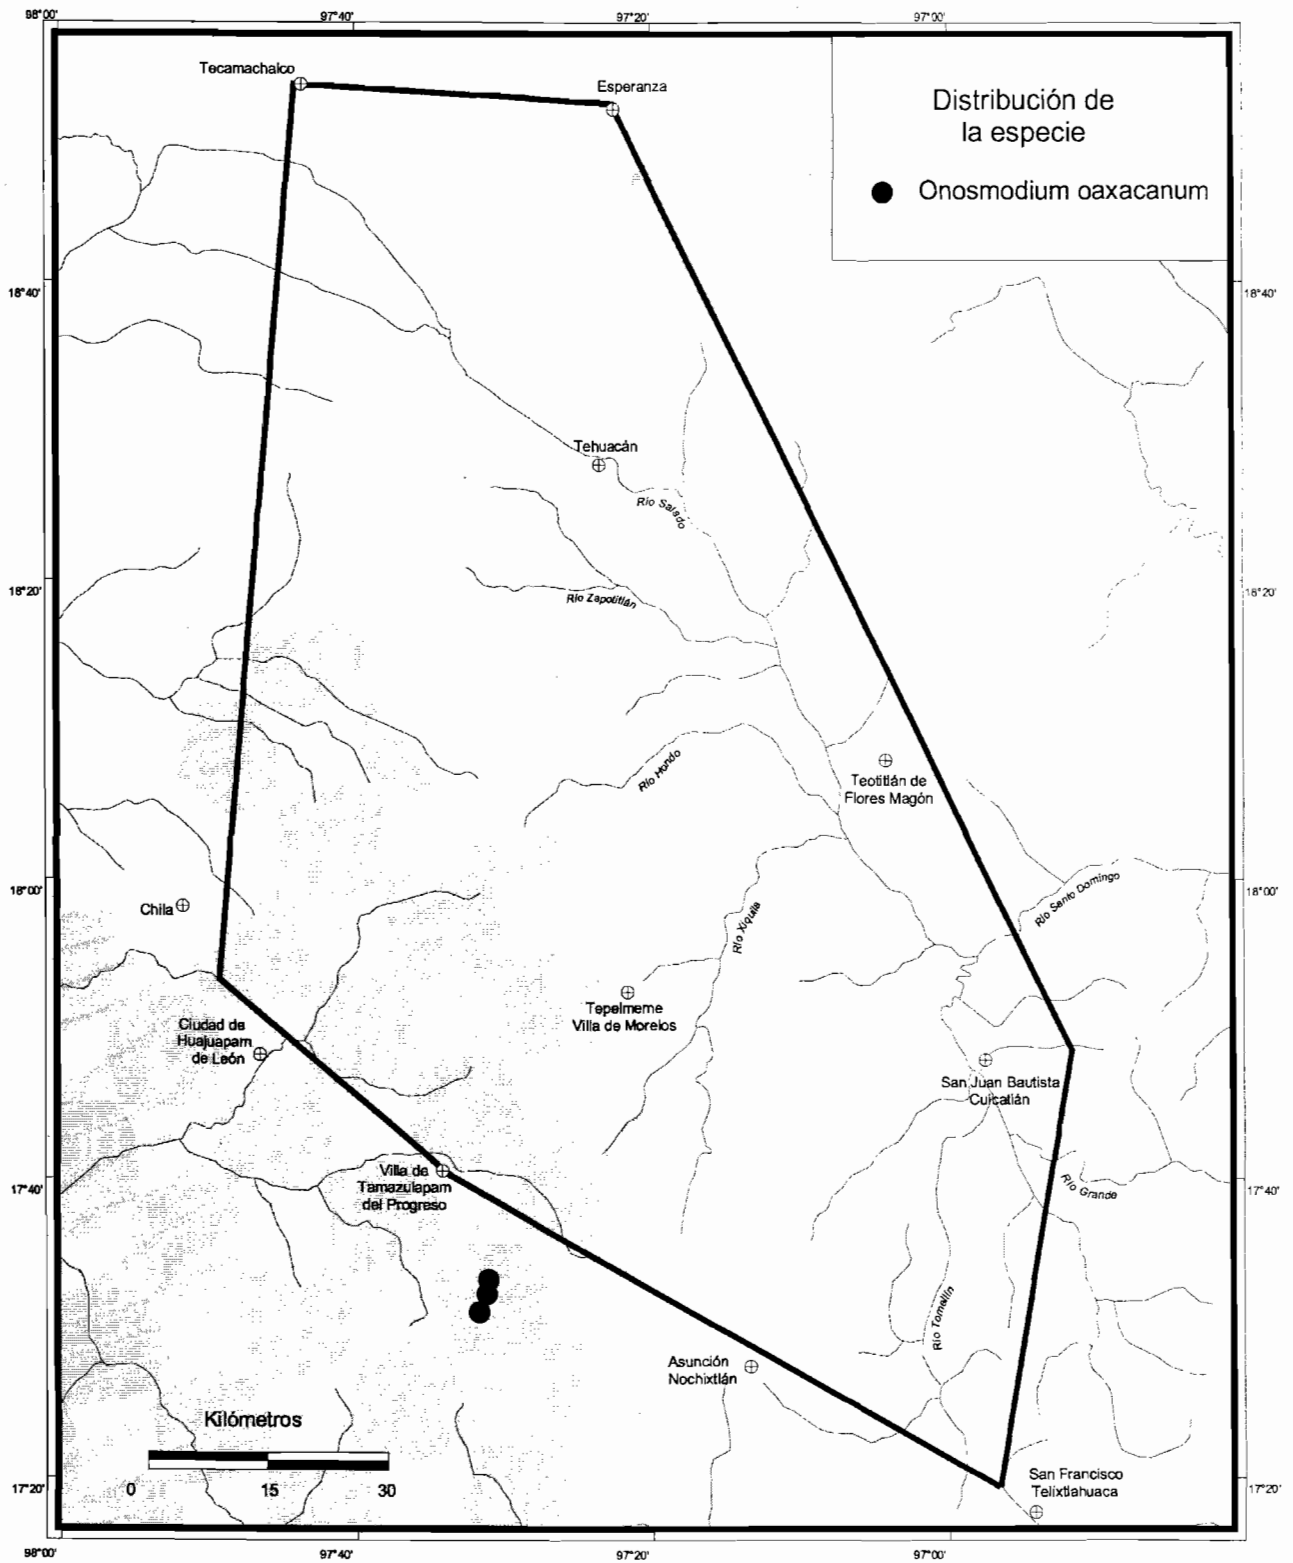 98°00'
97°40'
97°20'
97°00'
Tecamachalco
Esperanza
Distribución de
la especie
Onosmodium oaxacanum
18°40'
18°40'
Tehuacán
Río Salado
18°20'
18°20'
Río Zapotitlán
Río Hondo
Teotitlán de
Flores Magón
18°00'
18°00'
Chila
Río Santo Domingo
Río Xiquila
Tepelmeme
Villa de Morelos
Ciudad de
Huajuapam
de León
San Juan Bautista
Cuicatlán
17°40'
17°40'
Villa de
Tamazulapam
del Progreso
Río Grande
Río Tomellín
Asunción
Nochixtlán
Kilómetros
0 15 30
San Francisco
Telixtlahuaca
17°20'
17°20'
98°00'
97°40'
97°20'
97°00'